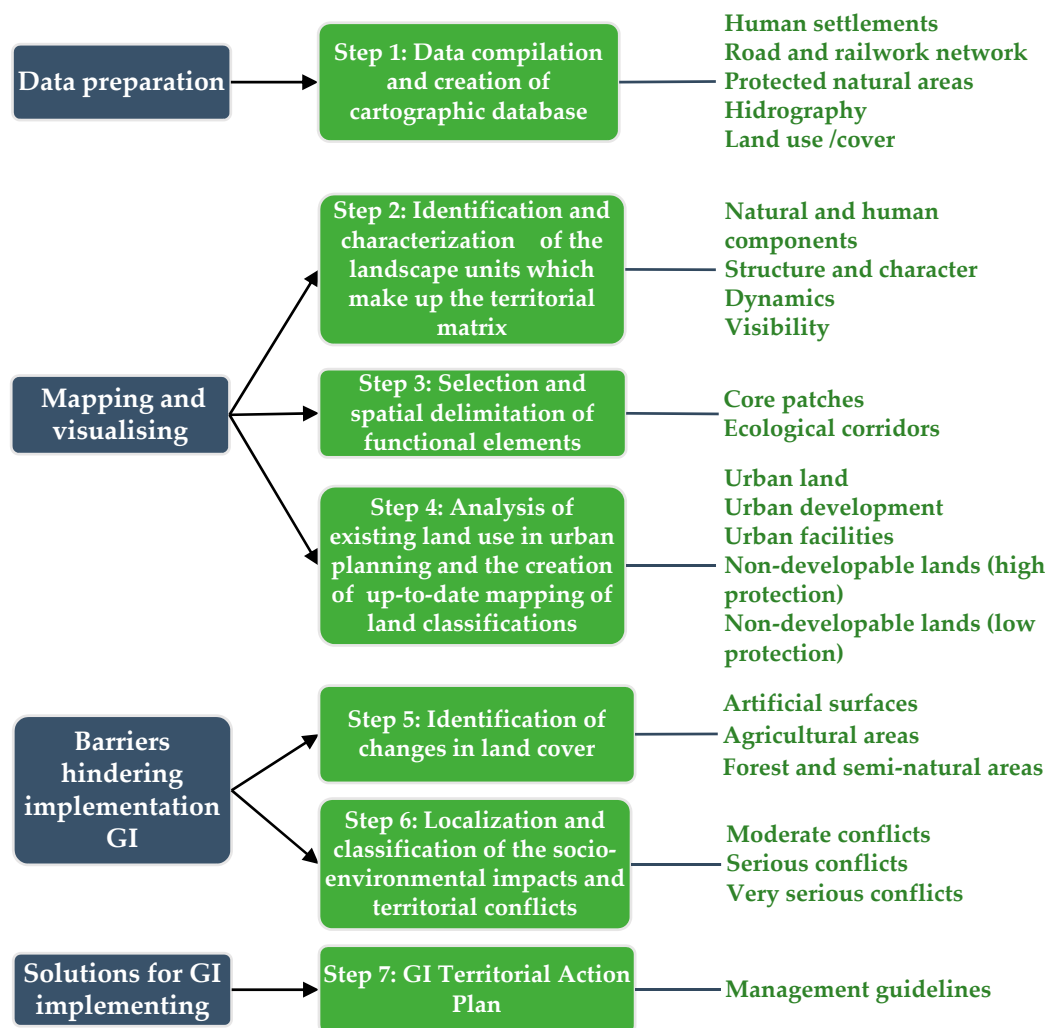 Data preparation
Step 1: Data compilation
and creation of
cartographic database
Human settlements
Road and railwork network
Protected natural areas
Hidrography
Land use /cover
Mapping and
visualising
Step 2: Identification and
characterization of the
landscape units which
make up the territorial
matrix
Natural and human
components
Structure and character
Dynamics
Visibility
Step 3: Selection and
spatial delimitation of
functional elements
Core patches
Ecological corridors
Step 4: Analysis of
existing land use in urban
planning and the creation
of up-to-date mapping of
land classifications
Urban land
Urban development
Urban facilities
Non-developable lands (high
protection)
Non-developable lands (low
protection)
Barriers
hindering
implementation
GI
Step 5: Identification of
changes in land cover
Artificial surfaces
Agricultural areas
Forest and semi-natural areas
Step 6: Localization and
classification of the socio-
environmental impacts and
territorial conflicts
Moderate conflicts
Serious conflicts
Very serious conflicts
Solutions for GI
implementing
Step 7: GI Territorial Action
Plan
Management guidelines